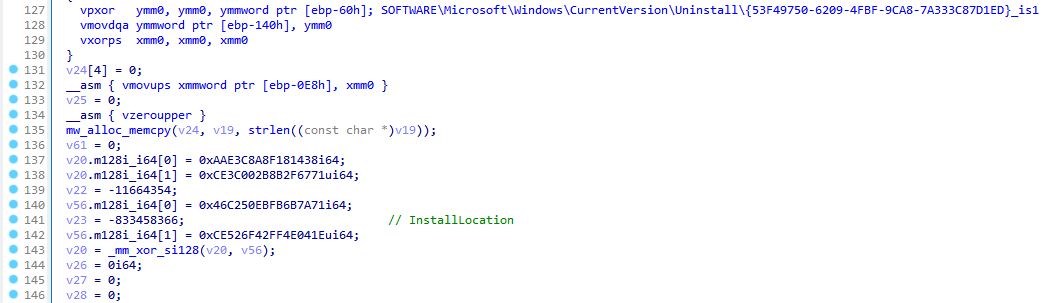 127 vpxor ymm0, ymm0, ymmword ptr [ebp-60h]; SOFTWARE\Microsoft\Windows\CurrentVersion\Uninstall\{53F49750-6209-4FBF-9CA8-7A333C87D1ED}_is1
128 vmovdqa ymmword ptr [ebp-140h], ymm0
129 vxorps xmm0, xmm0, xmm0
130 }
131 v24[4] = 0;
132 __asm { vmovups xmmword ptr [ebp-0E8h], xmm0 }
133 v25 = 0;
134 __asm { vzeroupper }
135 mw_alloc_memcpy(v24, v19, strlen((const char *)v19));
136 v61 = 0;
137 v20.m128i_i64[0] = 0xAAE3C8A8F181438i64;
138 v20.m128i_i64[1] = 0xCE3C002B8B2F6771ui64;
139 v22 = -11664354;
140 v56.m128i_i64[0] = 0x46C250EBFB6B7A71i64;
141 v23 = -833458366; // InstallLocation
142 v56.m128i_i64[1] = 0xCE526F42FF4E041Eui64;
143 v20 = _mm_xor_si128(v20, v56);
144 v26 = 0i64;
145 v27 = 0;
146 v28 = 0;